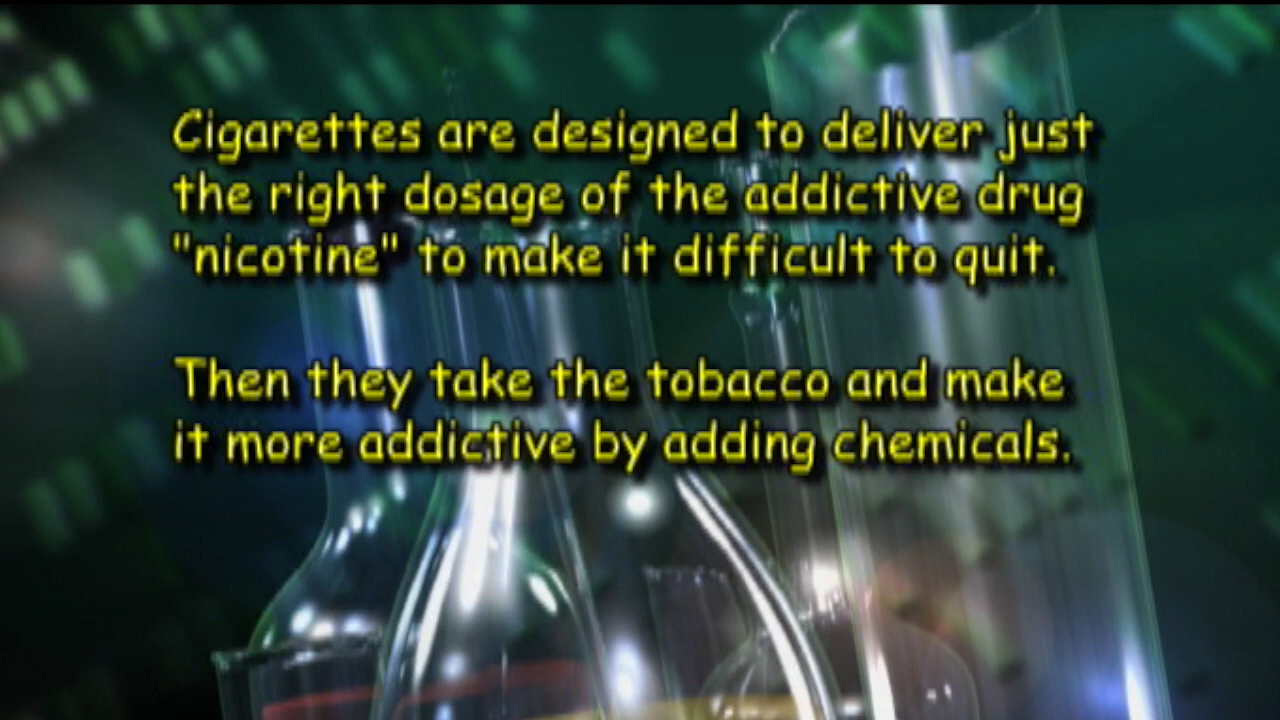 Cigarettes are designed to deliver just
the right dosage of the addictive drug
"nicotine" to make it difficult to quit.
Then they take the tobacco and make
it more addictive by adding chemicals.